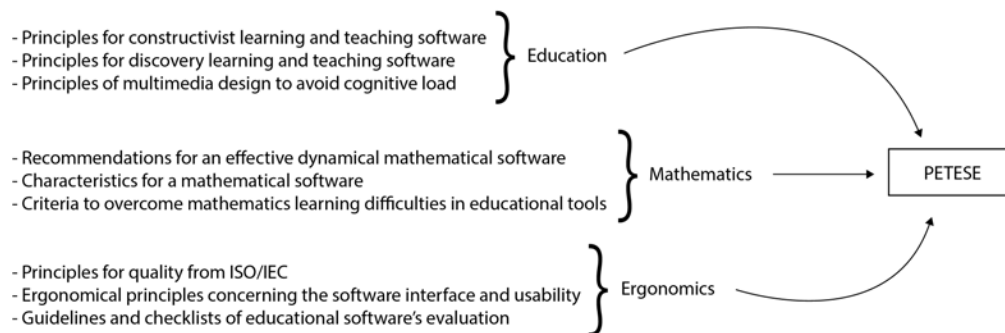 - Principles for constructivist learning and teaching software
- Principles for discovery learning and teaching software
- Principles of multimedia design to avoid cognitive load
Education
- Recommendations for an effective dynamical mathematical software
- Characteristics for a mathematical software
- Criteria to overcome mathematics learning difficulties in educational tools
Mathematics
PETESE
- Principles for quality from ISO/IEC
- Ergonomical principles concerning the software interface and usability
- Guidelines and checklists of educational software's evaluation
Ergonomics